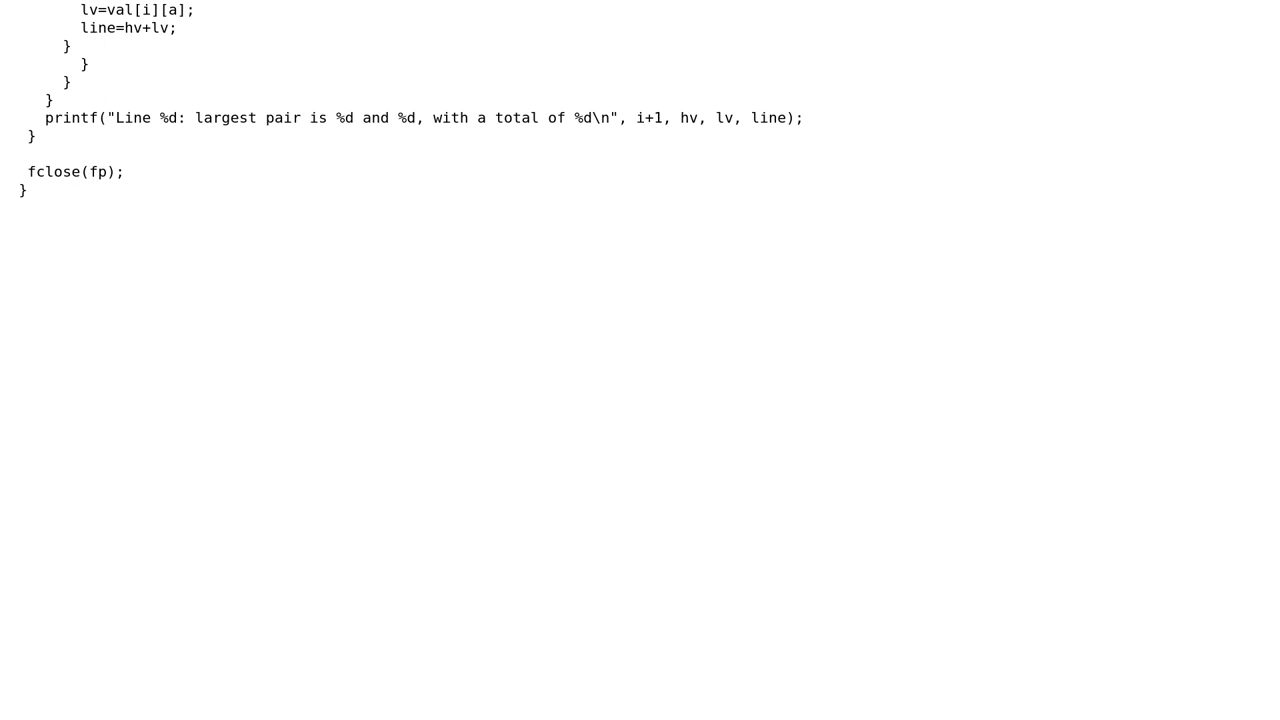 lv=val[i][a];
line=hv+lv;
}
}
}
}
printf("Line %d: largest pair is %d and %d, with a total of %d\n", i+1, hv, lv, line);
}
fclose(fp);
}